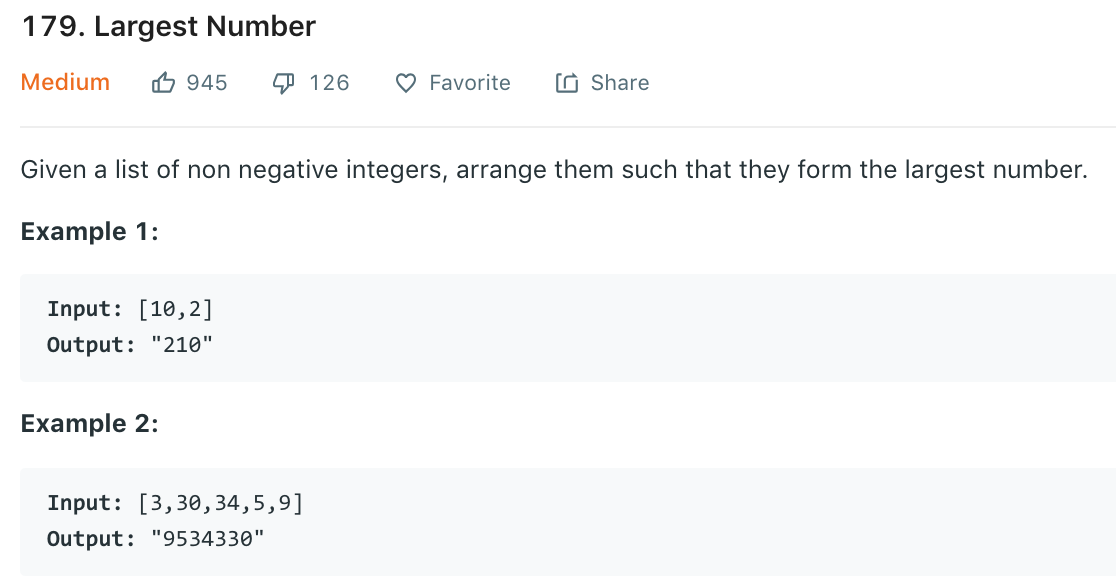 179. Largest Number
Medium 945 126 Favorite Share
Given a list of non negative integers, arrange them such that they form the largest number.
Example 1:
Input: [10,2]
Output: "210"
Example 2:
Input: [3,30,34,5,9]
Output: "9534330"